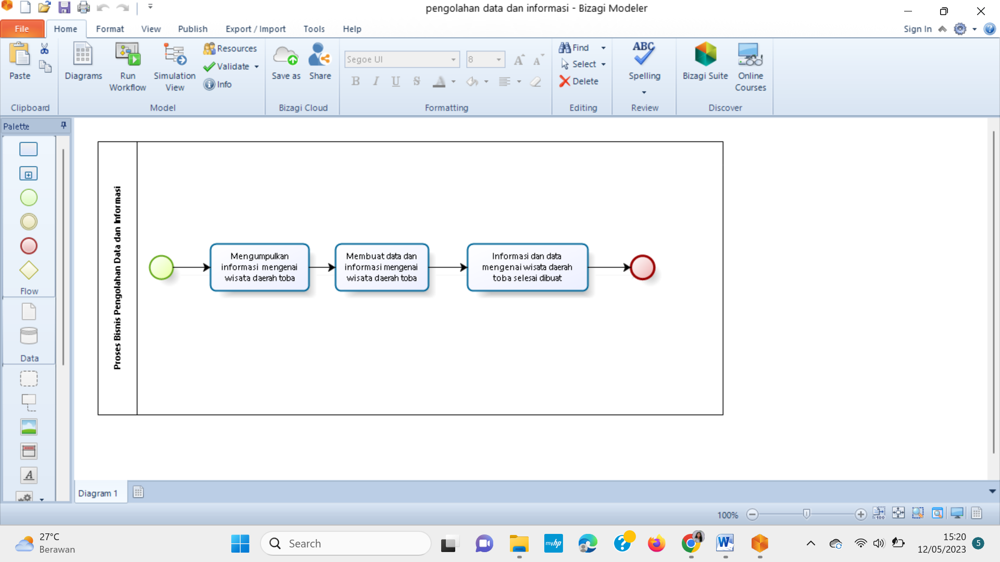 pengolahan data dan informasi - Bizagi Modeler
File Home Format View Publish Export / Import Tools Help Sign In
Paste
Clipboard
Diagrams
Run
Workflow
Simulation
View
Resources
Validate
Info
Model
Save as
Share
Bizagi Cloud
Segoe UI 8
B I U S A
Formatting
Find
Select
Delete
Editing
ABC
Spelling
Review
Bizagi Suite
Online
Courses
Discover
Palette
Flow
Data
A
Proses Bisnis Pengolahan Data dan Informasi
Mengumpulkan
informasi mengenai
wisata daerah toba
Membuat data dan
informasi mengenai
wisata daerah toba
Informasi dan data
mengenai wisata daerah
toba selesai dibuat
Diagram 1
100%
100
27°C
Berawan
Search
myhp
W
15:20
12/05/2023
5